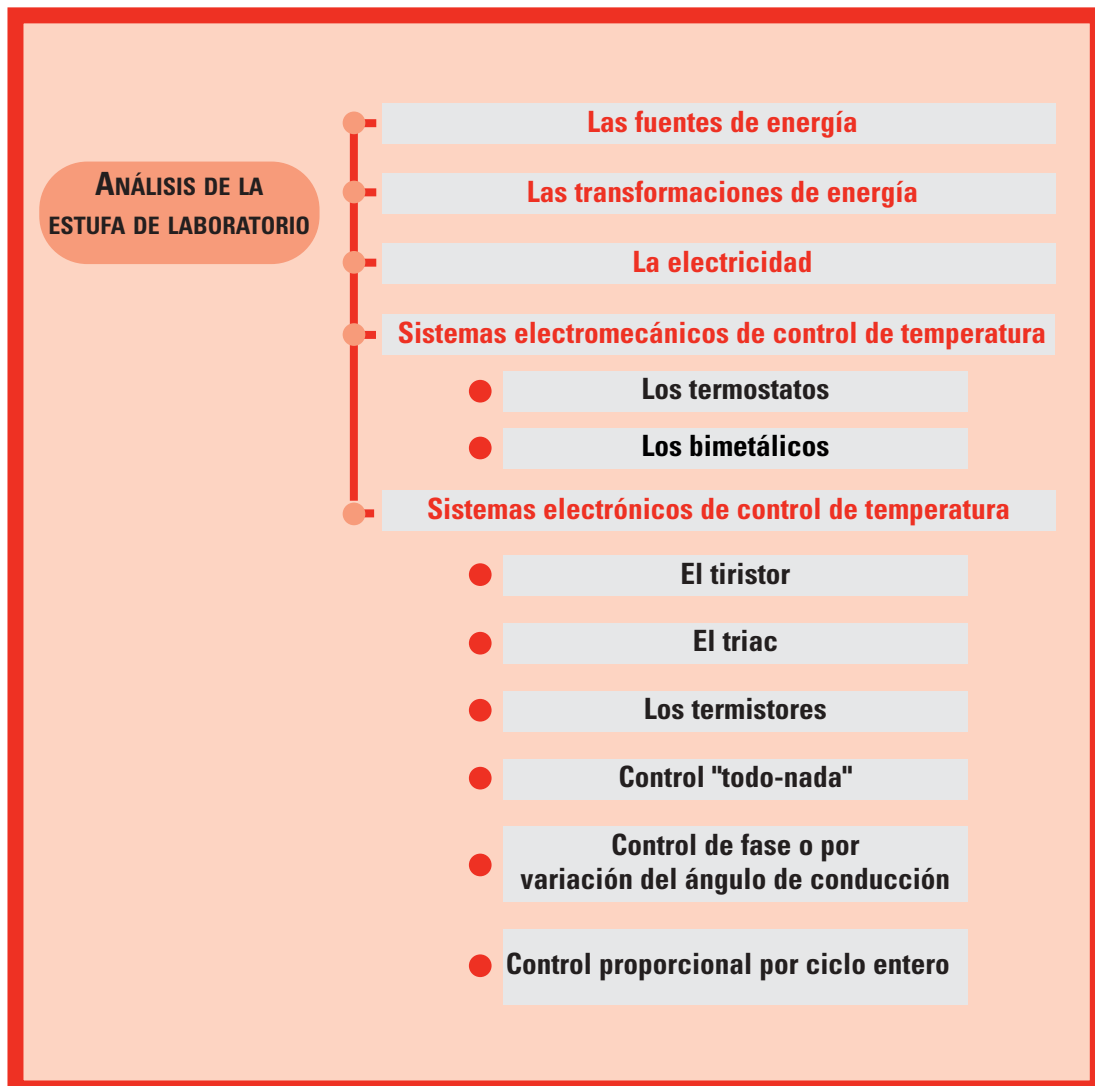 ANÁLISIS DE LA
ESTUFA DE LABORATORIO
Las fuentes de energía
Las transformaciones de energía
La electricidad
Sistemas electromecánicos de control de temperatura
Los termostatos
Los bimetálicos
Sistemas electrónicos de control de temperatura
El tiristor
El triac
Los termistores
Control "todo-nada"
Control de fase o por
variación del ángulo de conducción
Control proporcional por ciclo entero